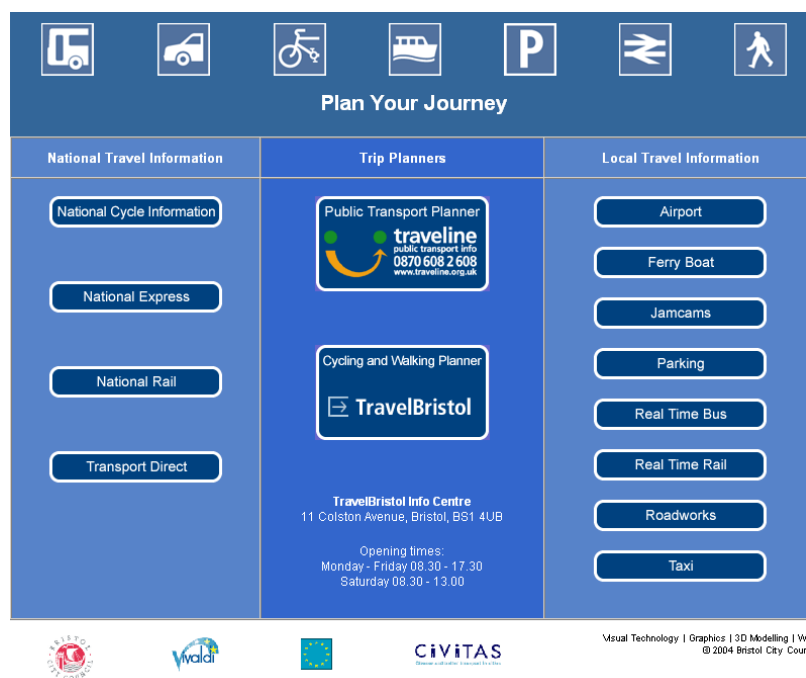 P
Plan Your Journey
National Travel Information
Trip Planners
Local Travel Information
National Cycle Information
National Express
National Rail
Transport Direct
Public Transport Planner
traveline
public transport info
0870 608 2 608
www.traveline.org.uk
Cycling and Walking Planner
TravelBristol
TravelBristol Info Centre
11 Colston Avenue, Bristol, BS1 4UB
Opening times:
Monday - Friday 08.30 - 17.30
Saturday 08.30 - 13.00
Airport
Ferry Boat
Jamcams
Parking
Real Time Bus
Real Time Rail
Roadworks
Taxi
BRISTOL
CITY COUNCIL
Vivaldi
CiViTAS
Visual Technology | Graphics | 3D Modelling | W
© 2004 Bristol City Coun